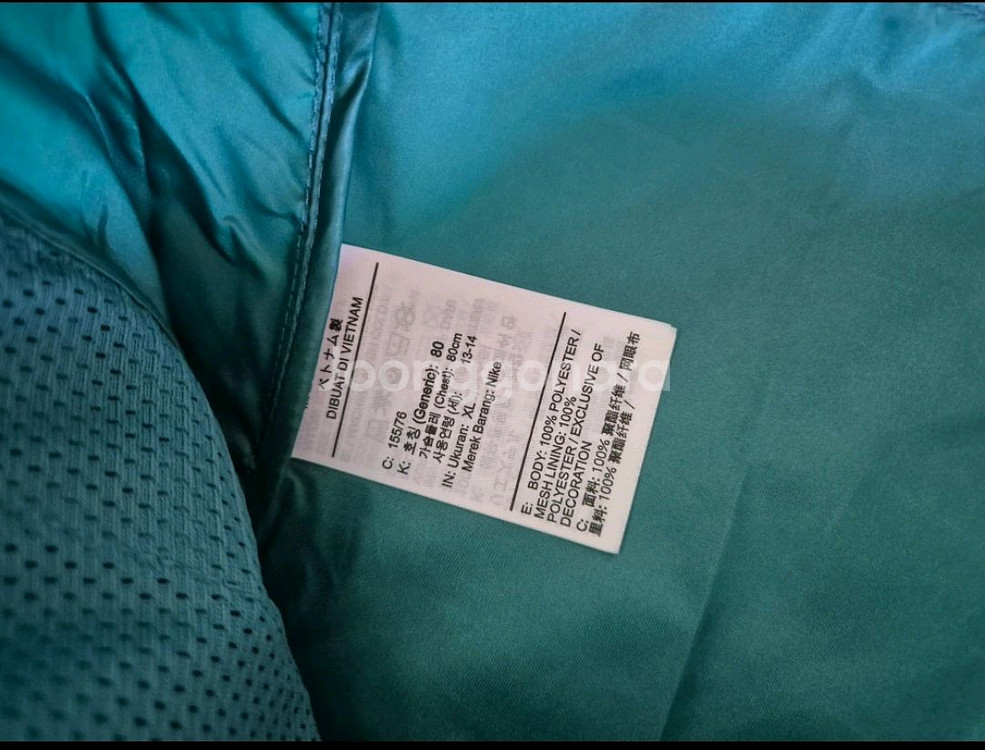 ベトナム製
DIBUAT DI VIETNAM
C: 155/76
K: 호칭 (Generic): 80
가슴둘레 (Chest): 80cm
사용연령 (세): 13-14
IN: Ukuran: XL
Merek Barang: Nike
E: BODY: 100% POLYESTER /
MESH LINING: 100%
POLYESTER / EXCLUSIVE OF
DECORATION
C: 面料: 100% 聚酯纤维 / 网眼布
里料: 100% 聚酯纤维 /